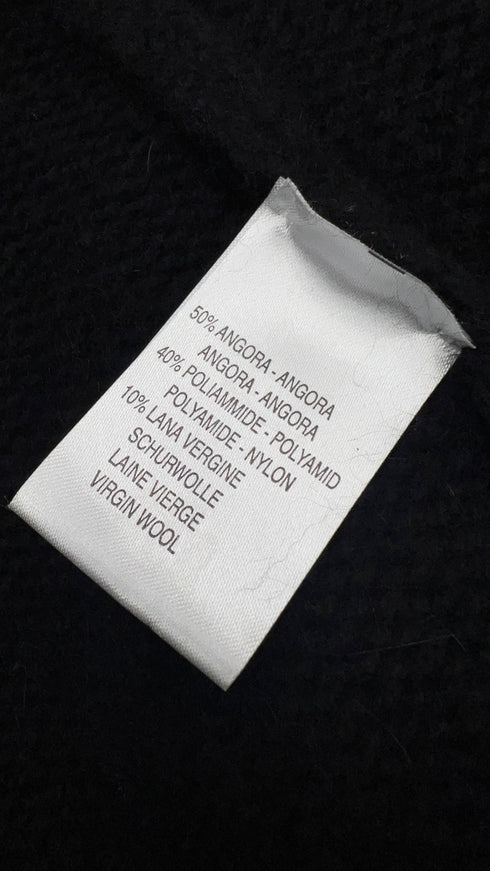 50% ANGORA - ANGORA
ANGORA - ANGORA
40% POLIAMMIDE - POLYAMID
POLYAMIDE - NYLON
10% LANA VERGINE
SCHURWOLLE
LAINE VIERGE
VIRGIN WOOL